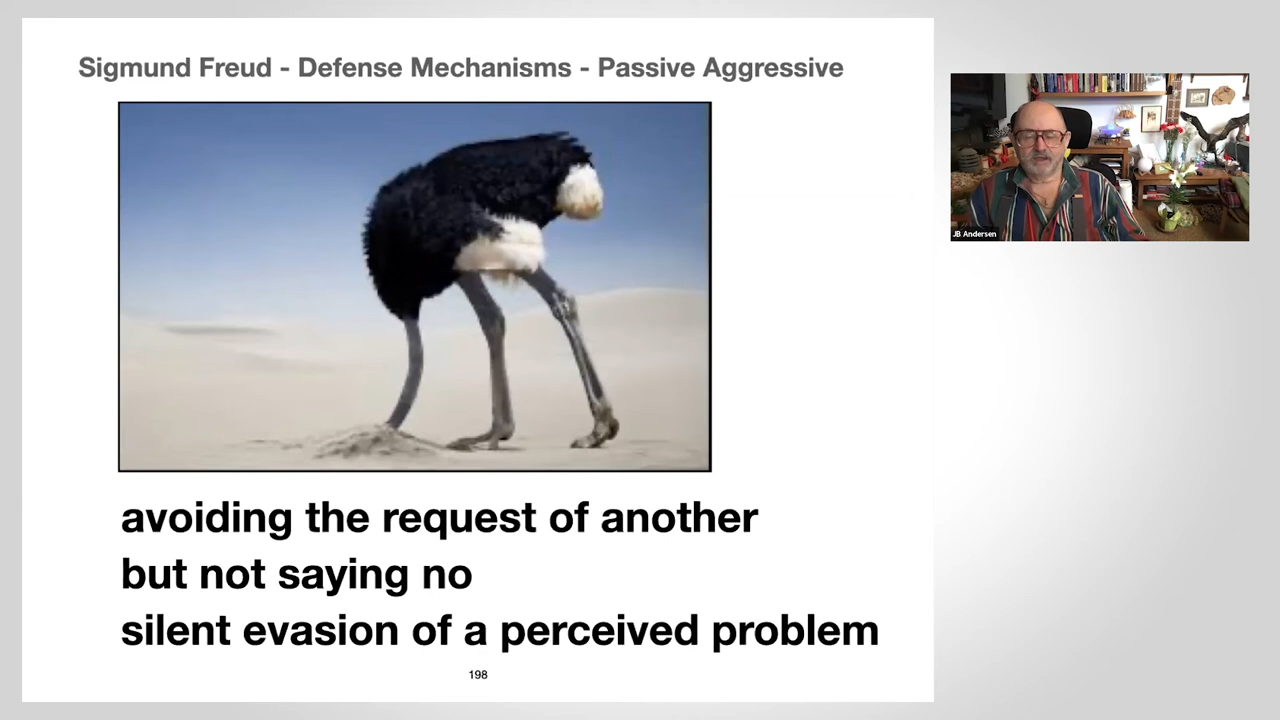 Sigmund Freud - Defense Mechanisms - Passive Aggressive
JB Andersen
avoiding the request of another
but not saying no
silent evasion of a perceived problem
198